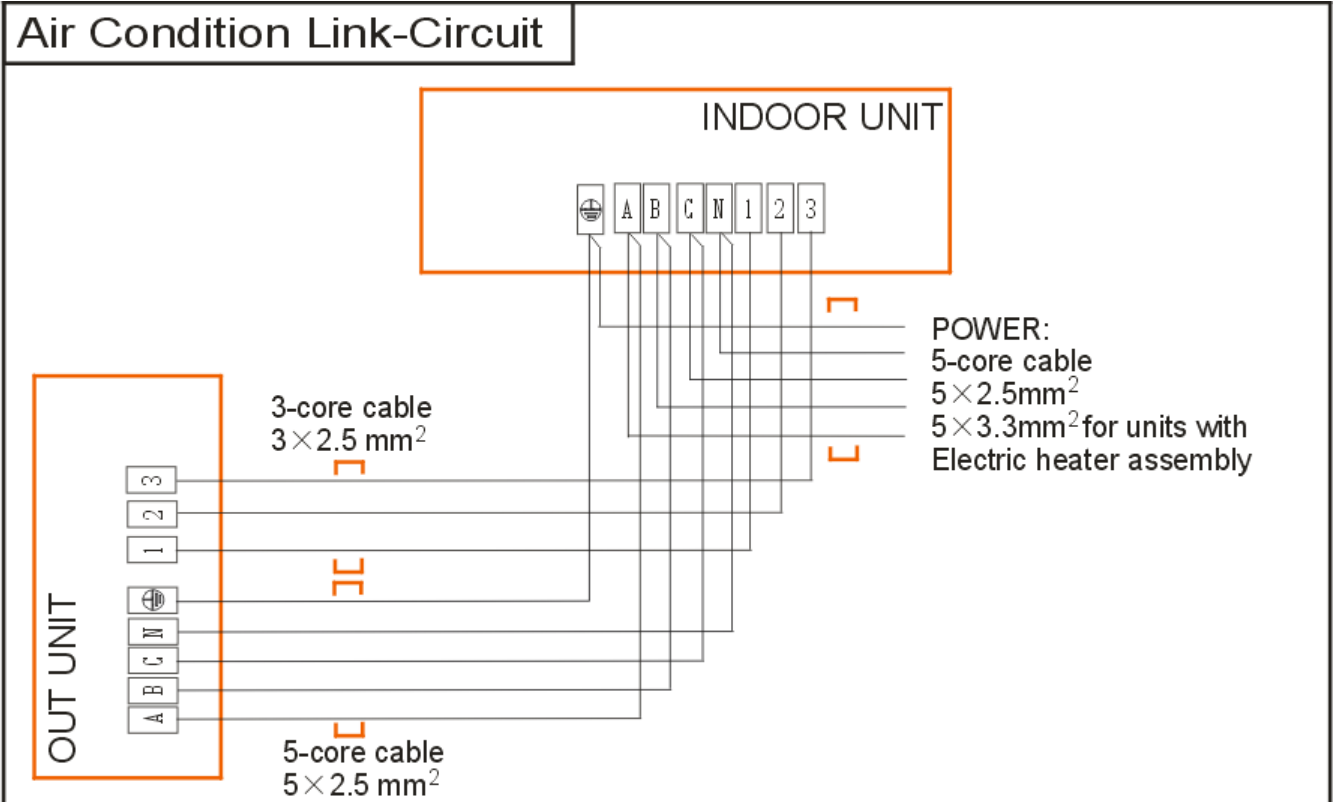 Air Condition Link-Circuit
INDOOR UNIT
A B C N 1 2 3
POWER:
5-core cable
5×2.5mm²
5×3.3mm² for units with
Electric heater assembly
3-core cable
3×2.5 mm²
3
2
1
N
C
B
A
OUT UNIT
5-core cable
5×2.5 mm²